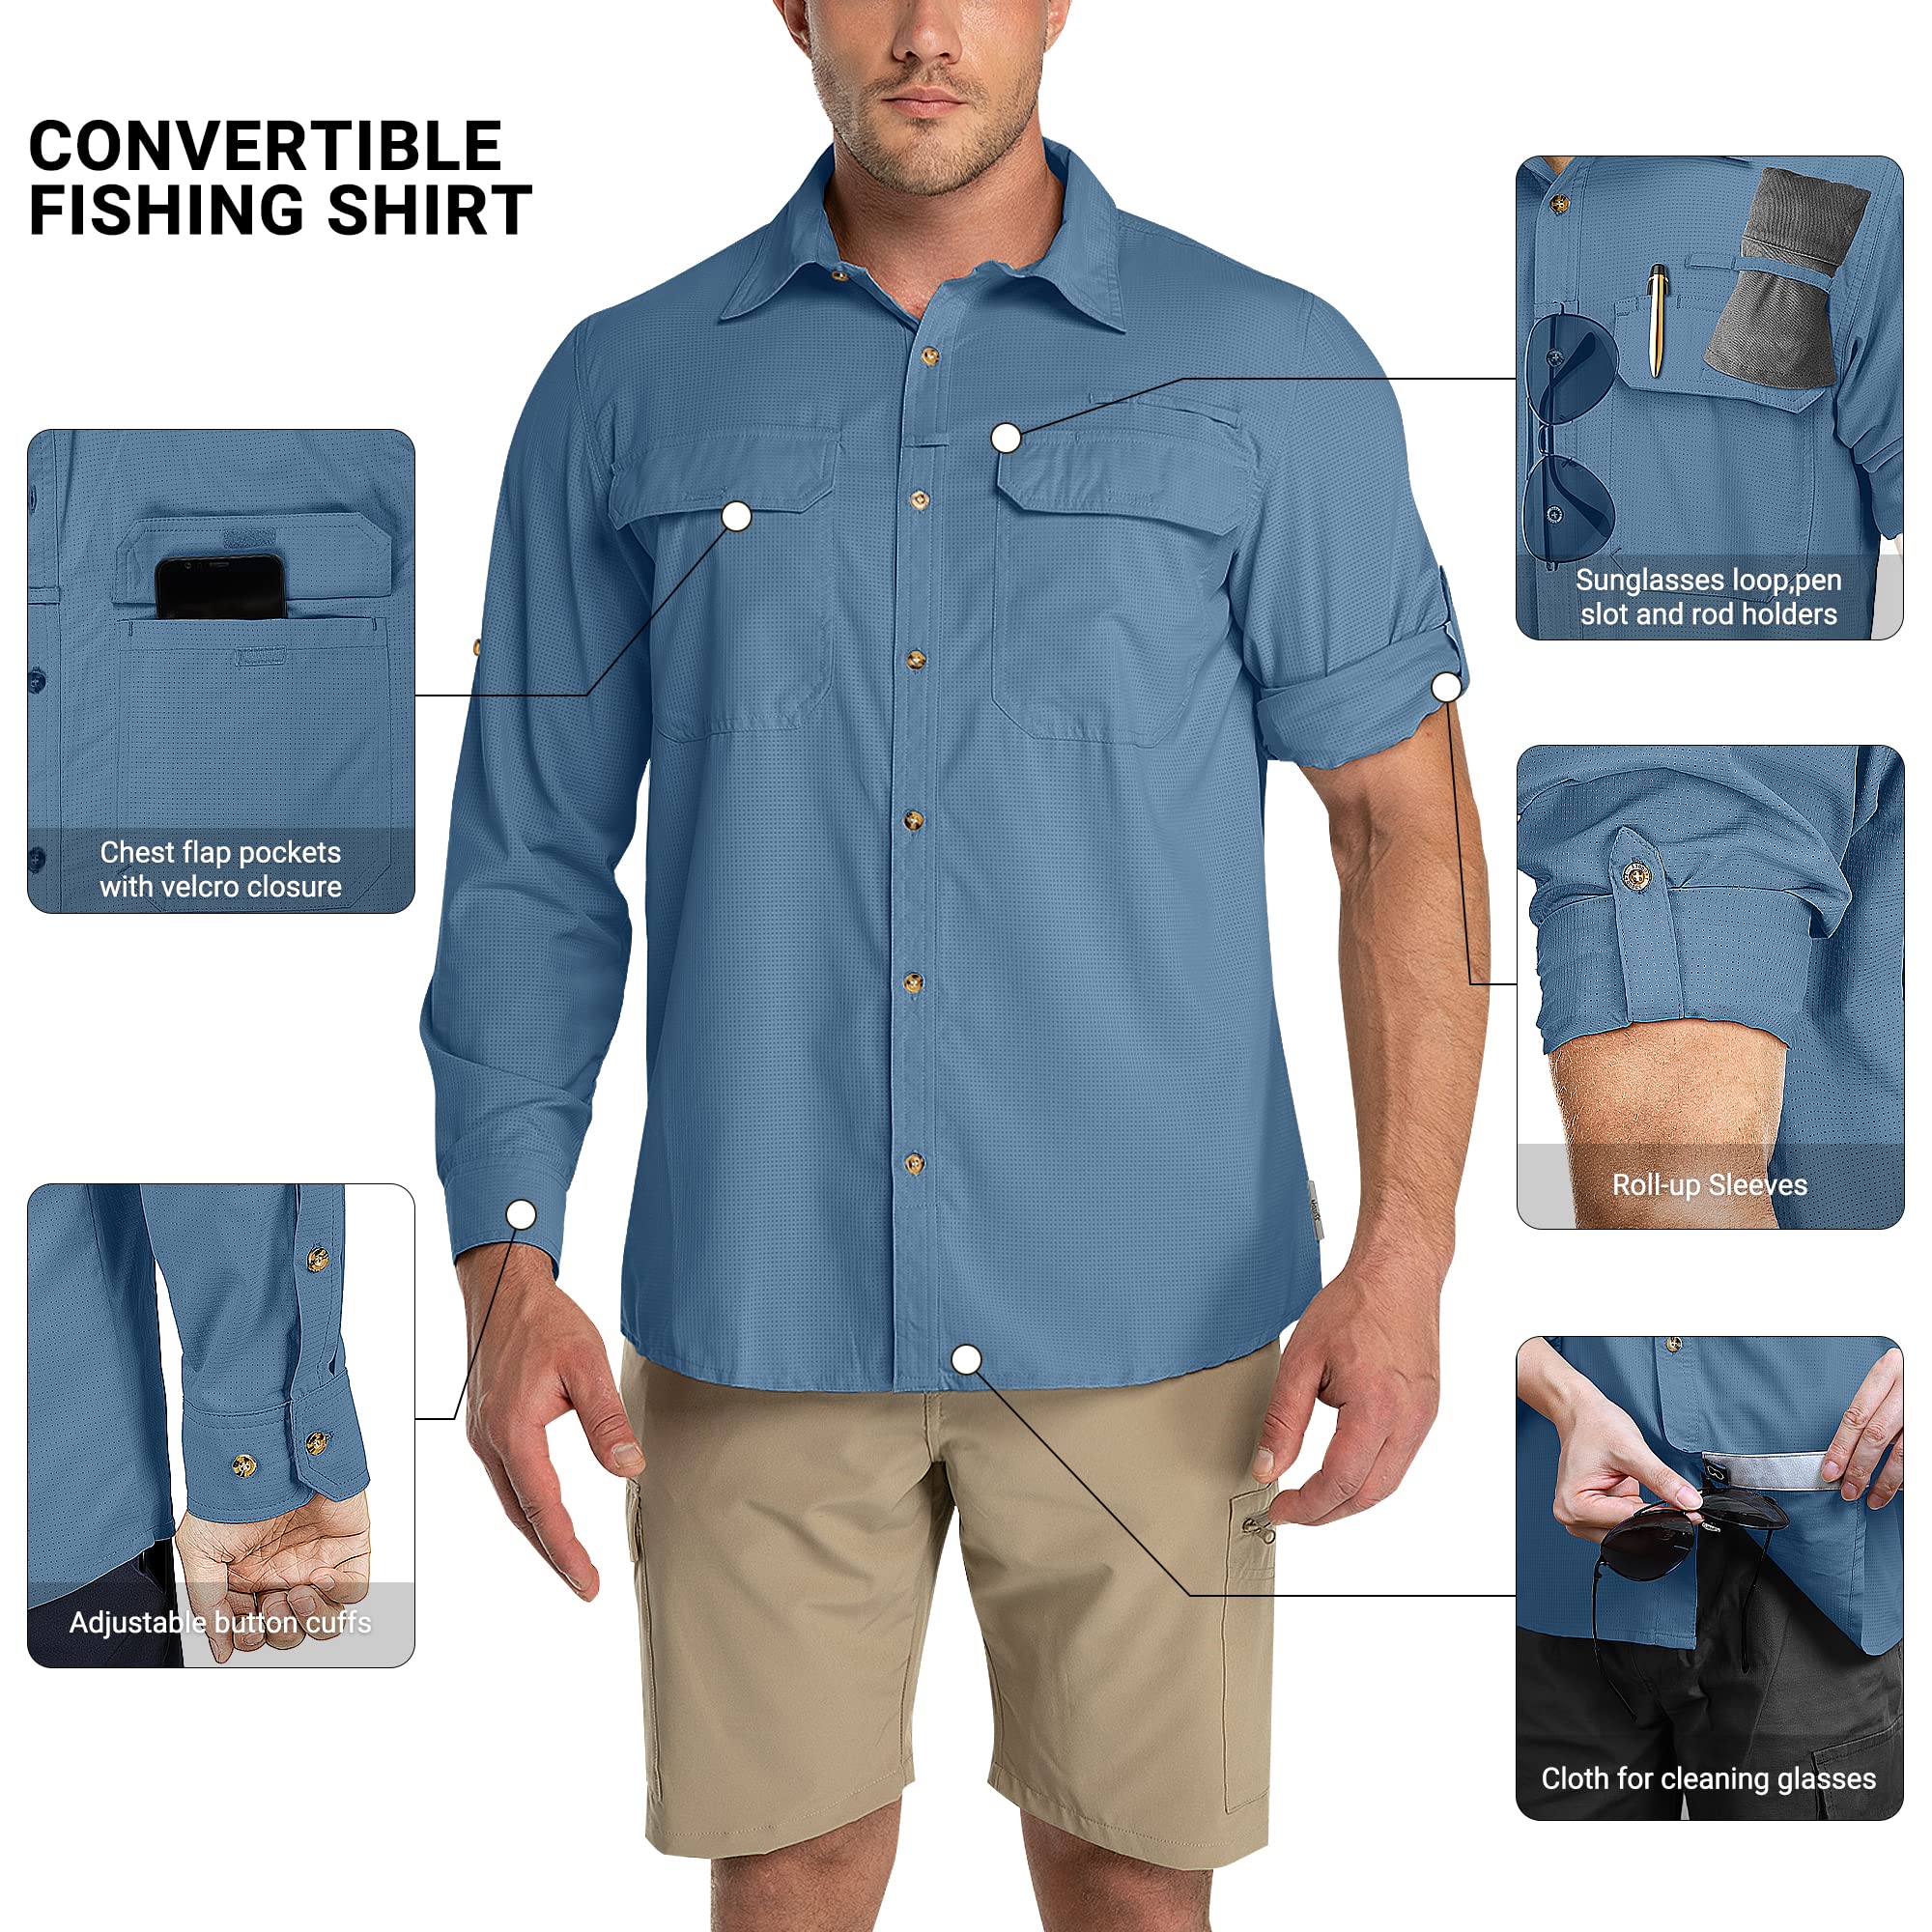 CONVERTIBLE
FISHING SHIRT
Sunglasses loop,pen
slot and rod holders
Chest flap pockets
with velcro closure
Roll-up Sleeves
Adjustable button cuffs
Cloth for cleaning glasses